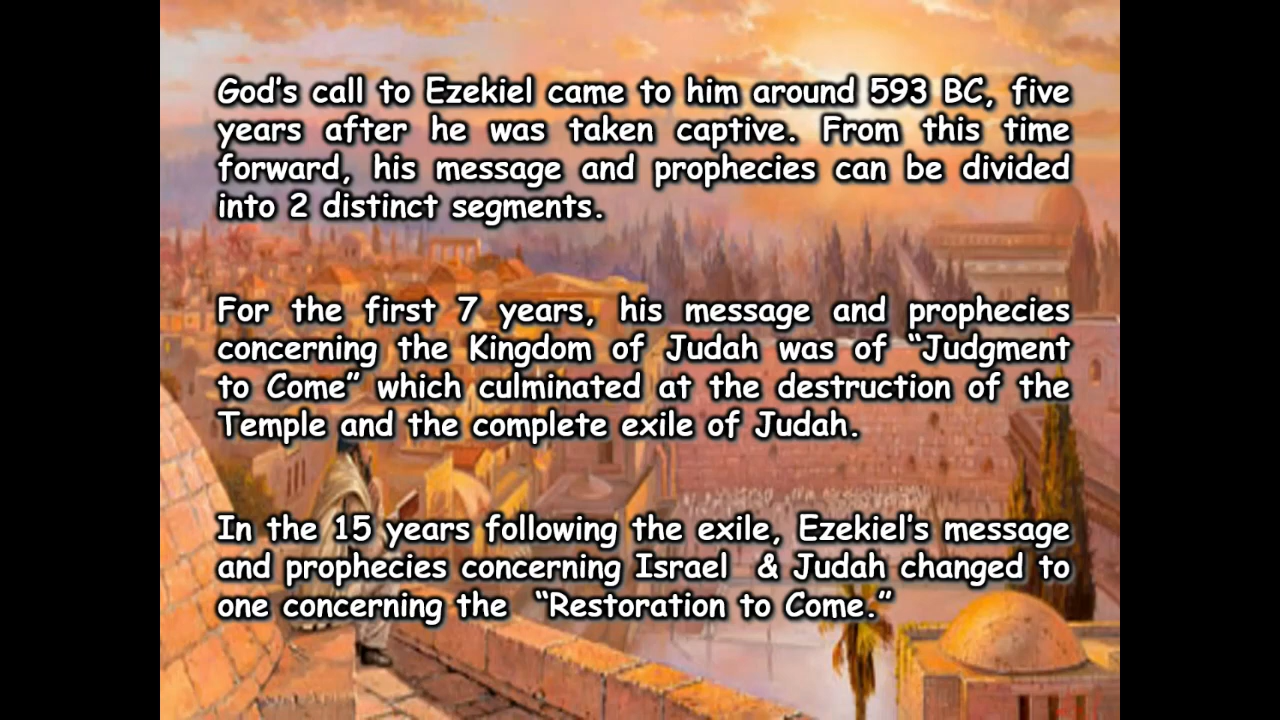 God’s call to Ezekiel came to him around 593 BC, five
years after he was taken captive. From this time
forward, his message and prophecies can be divided
into 2 distinct segments.
For the first 7 years, his message and prophecies
concerning the Kingdom of Judah was of “Judgment
to Come” which culminated at the destruction of the
Temple and the complete exile of Judah.
In the 15 years following the exile, Ezekiel’s message
and prophecies concerning Israel  & Judah changed to
one concerning the  “Restoration to Come.”